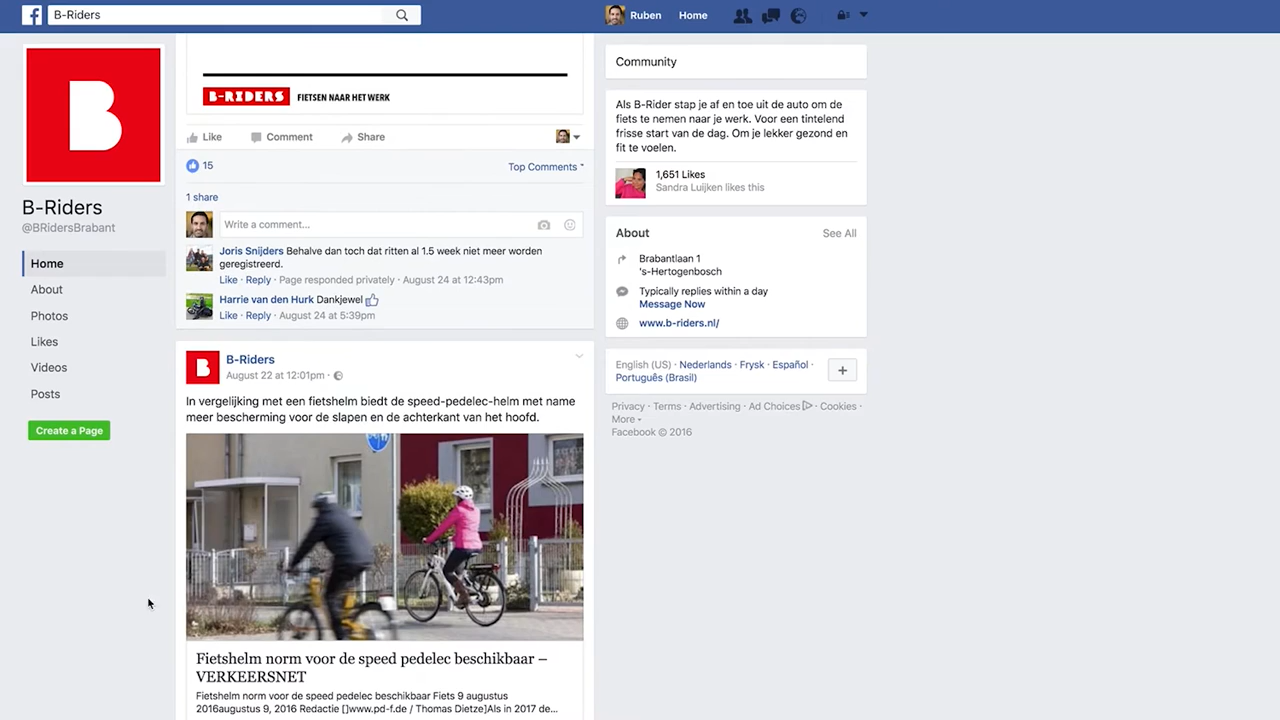 B-Riders
Ruben
Home
B-Riders
@BRidersBrabant
Home
About
Photos
Likes
Videos
Posts
Create a Page
B-RIDERS FIETSEN NAAR HET WERK
Like Comment Share
15
Top Comments
1 share
Write a comment...
Joris Snijders Behalve dan toch dat ritten al 1.5 week niet meer worden
geregistreerd.
Like · Reply · Page responded privately · August 24 at 12:43pm
Harrie van den Hurk Dankjewel
Like · Reply · August 24 at 5:39pm
B-Riders
August 22 at 12:01pm ·
In vergelijking met een fietshelm biedt de speed-pedelec-helm met name
meer bescherming voor de slapen en de achterkant van het hoofd.
Fietshelm norm voor de speed pedelec beschikbaar –
VERKEERSNET
Fietshelm norm voor de speed pedelec beschikbaar Fiets 9 augustus
2016augustus 9, 2016 Redactie []www.pd-f.de / Thomas Dietze]Als in 2017 de...
Community
Als B-Rider stap je af en toe uit de auto om de
fiets te nemen naar je werk. Voor een tintelend
frisse start van de dag. Om je lekker gezond en
fit te voelen.
1,651 Likes
Sandra Luijken likes this
About
See All
Brabantlaan 1
's-Hertogenbosch
Typically replies within a day
Message Now
www.b-riders.nl/
English (US) · Nederlands · Frysk · Español ·
Português (Brasil)
Privacy · Terms · Advertising · Ad Choices · Cookies ·
More
Facebook © 2016